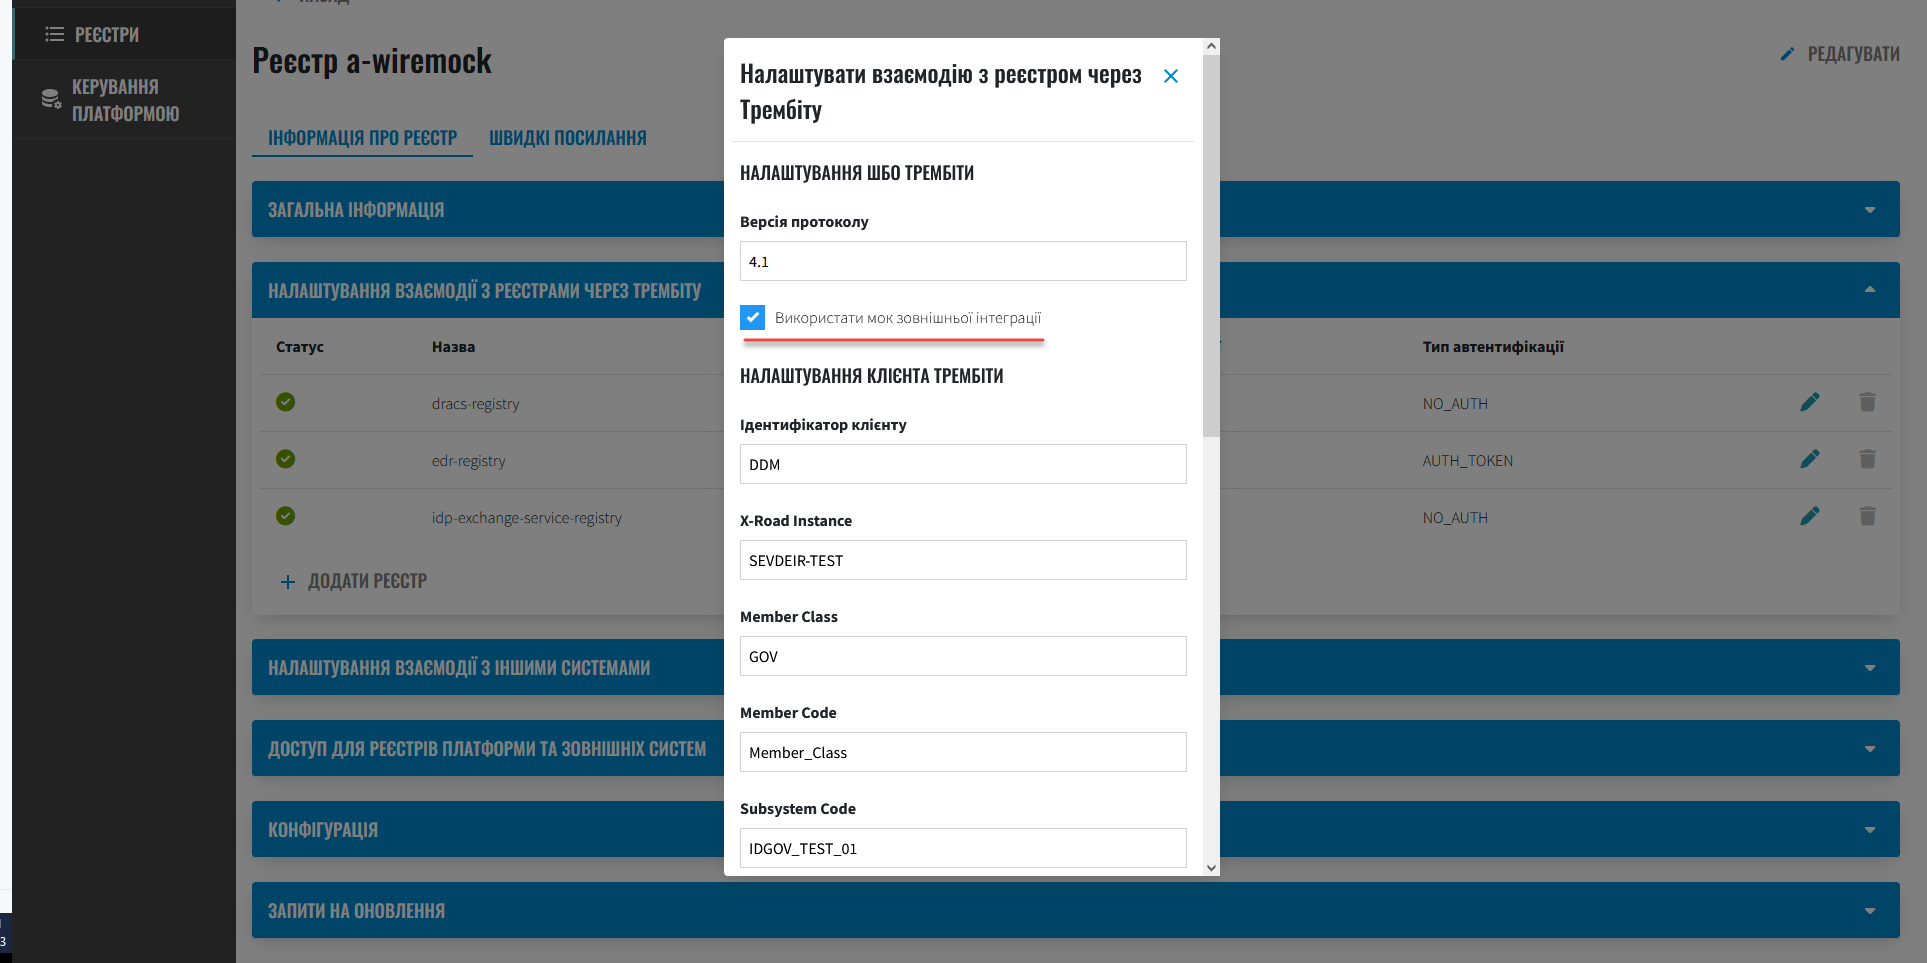 РЕЄСТРИ
КЕРУВАННЯ
ПЛАТФОРМОЮ
Реєстр a-wiremock
РЕДАГУВАТИ
ІНФОРМАЦІЯ ПРО РЕЄСТР
ШВИДКІ ПОСИЛАННЯ
ЗАГАЛЬНА ІНФОРМАЦІЯ
НАЛАШТУВАННЯ ВЗАЄМОДІЇ З РЕЄСТРАМИ ЧЕРЕЗ ТРЕМБІТУ
Статус
Назва
Тип автентифікації
dracs-registry
NO_AUTH
edr-registry
AUTH_TOKEN
idp-exchange-service-registry
NO_AUTH
ДОДАТИ РЕЄСТР
НАЛАШТУВАННЯ ВЗАЄМОДІЇ З ІНШИМИ СИСТЕМАМИ
ДОСТУП ДЛЯ РЕЄСТРІВ ПЛАТФОРМИ ТА ЗОВНІШНІХ СИСТЕМ
КОНФІГУРАЦІЯ
ЗАПИТИ НА ОНОВЛЕННЯ
Налаштувати взаємодію з реєстром через
Трембіту
НАЛАШТУВАННЯ ШБО ТРЕМБІТИ
Версія протоколу
4.1
Використати мок зовнішньої інтеграції
НАЛАШТУВАННЯ КЛІЄНТА ТРЕМБІТИ
Ідентифікатор клієнту
DDM
X-Road Instance
SEVDEIR-TEST
Member Class
GOV
Member Code
Member_Class
Subsystem Code
IDGOV_TEST_01
3